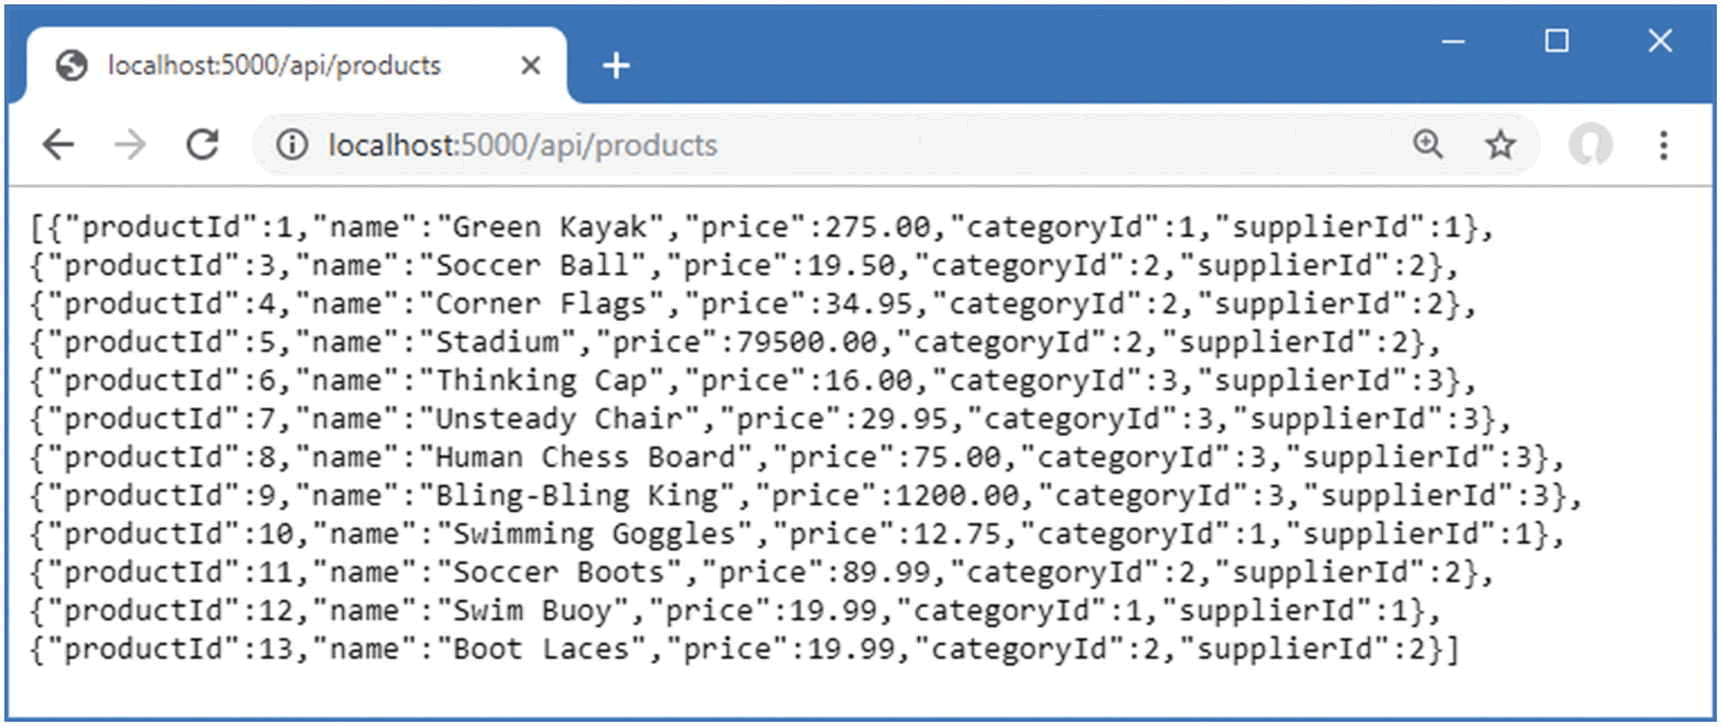 localhost:5000/api/products
localhost:5000/api/products
[{"productId":1,"name":"Green Kayak","price":275.00,"categoryId":1,"supplierId":1},
{"productId":3,"name":"Soccer Ball","price":19.50,"categoryId":2,"supplierId":2},
{"productId":4,"name":"Corner Flags","price":34.95,"categoryId":2,"supplierId":2},
{"productId":5,"name":"Stadium","price":79500.00,"categoryId":2,"supplierId":2},
{"productId":6,"name":"Thinking Cap","price":16.00,"categoryId":3,"supplierId":3},
{"productId":7,"name":"Unsteady Chair","price":29.95,"categoryId":3,"supplierId":3},
{"productId":8,"name":"Human Chess Board","price":75.00,"categoryId":3,"supplierId":3},
{"productId":9,"name":"Bling-Bling King","price":1200.00,"categoryId":3,"supplierId":3},
{"productId":10,"name":"Swimming Goggles","price":12.75,"categoryId":1,"supplierId":1},
{"productId":11,"name":"Soccer Boots","price":89.99,"categoryId":2,"supplierId":2},
{"productId":12,"name":"Swim Buoy","price":19.99,"categoryId":1,"supplierId":1},
{"productId":13,"name":"Boot Laces","price":19.99,"categoryId":2,"supplierId":2}]